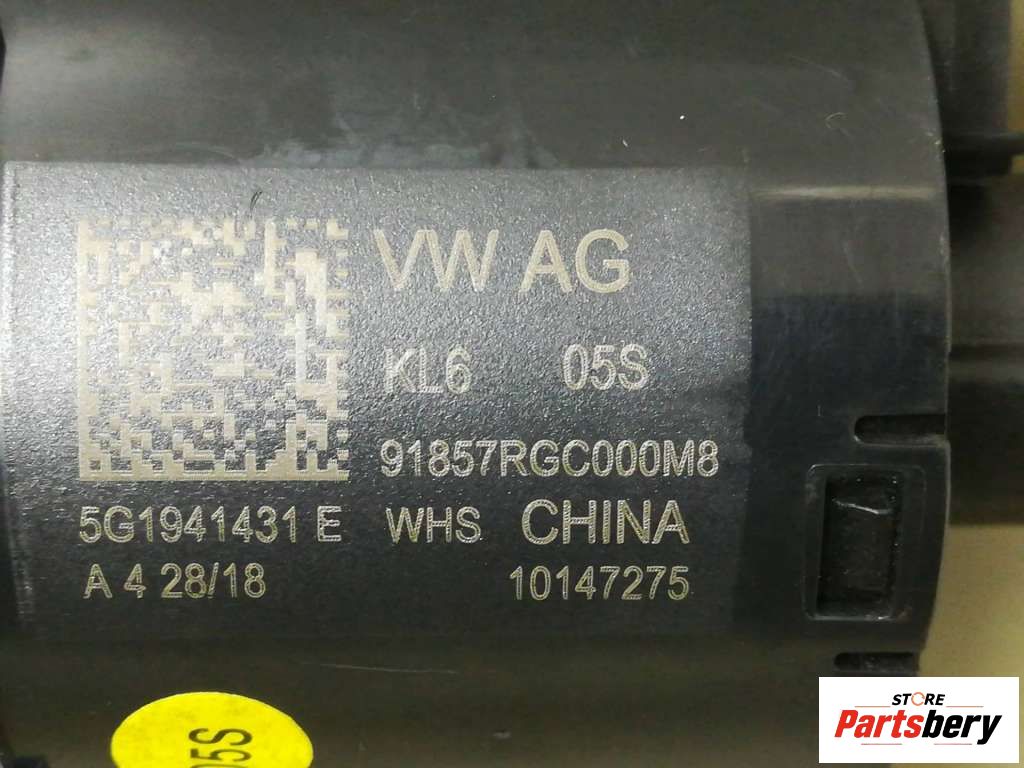 VW AG
KL6 05S
91857RGC000M8
5G1941431 E WHS CHINA
A 4 28/18 10147275
05S
STORE
Partsbery